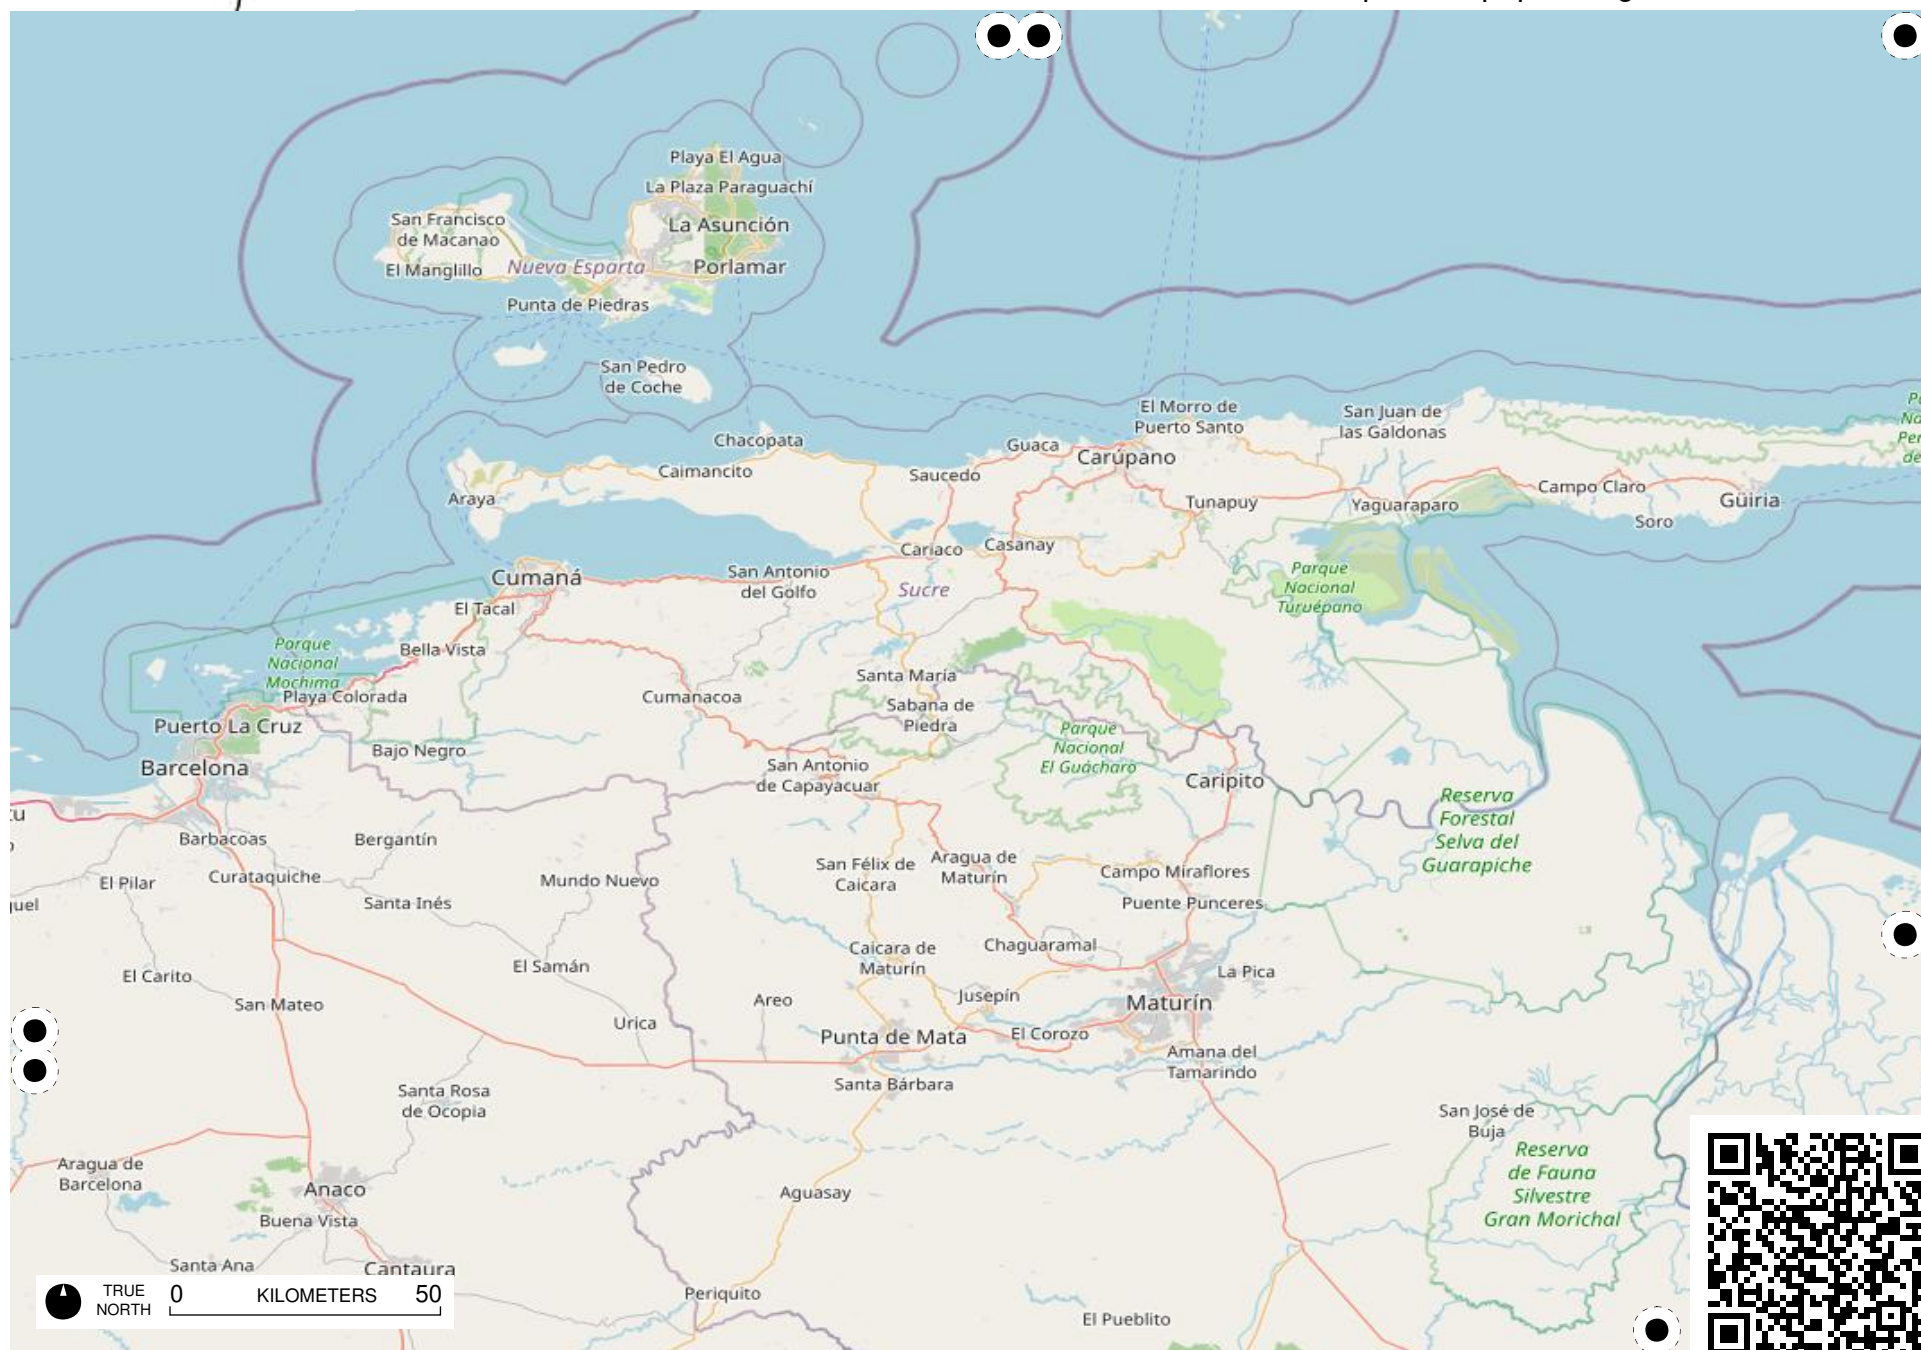 Playa El Agua
La Plaza Paraguachí
San Francisco
de Macanao
La Asunción
El Manglillo
Nueva Esparta
Porlamar
Punta de Piedras
San Pedro
de Coche
El Morro de
Puerto Santo
San Juan de
las Galdonas
Chacopata
Guaca
Carúpano
Caimancito
Saucedo
Araya
Tunapuy
Yaguaraparo
Campo Claro
Güiria
Soro
Cariaco
Casanay
Cumaná
San Antonio
del Golfo
Sucre
Parque
Nacional
Turuépano
El Tacal
Parque
Nacional
Mochima
Bella Vista
Santa María
Playa Colorada
Cumanacoa
Sabana de
Piedra
Puerto La Cruz
Parque
Nacional
El Guácharo
Bajo Negro
Barcelona
San Antonio
de Capayacuar
Caripito
Reserva
Forestal
Selva del
Guarapiche
Barbacoas
Bergantín
San Félix de
Caicara
Aragua de
Maturín
Campo Miraflores
El Pilar
Curataquiche
Mundo Nuevo
Santa Inés
Puente Punceres
Caicara de
Maturín
Chaguaramal
El Carito
El Samán
La Pica
San Mateo
Areo
Jusepín
Maturín
Urica
Punta de Mata
El Corozo
Amana del
Tamarindo
Santa Bárbara
Santa Rosa
de Ocopia
San José de
Buja
Reserva
de Fauna
Silvestre
Gran Morichal
Aragua de
Barcelona
Anaco
Aguasay
Buena Vista
Santa Ana
Cantaura
Periquito
El Pueblito
TRUE
NORTH
0 KILOMETERS 50